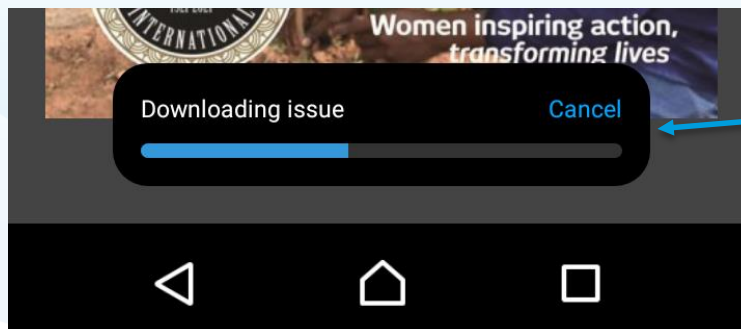 INTERNATIONAL
Women inspiring action,
transforming lives
Downloading issue
Cancel